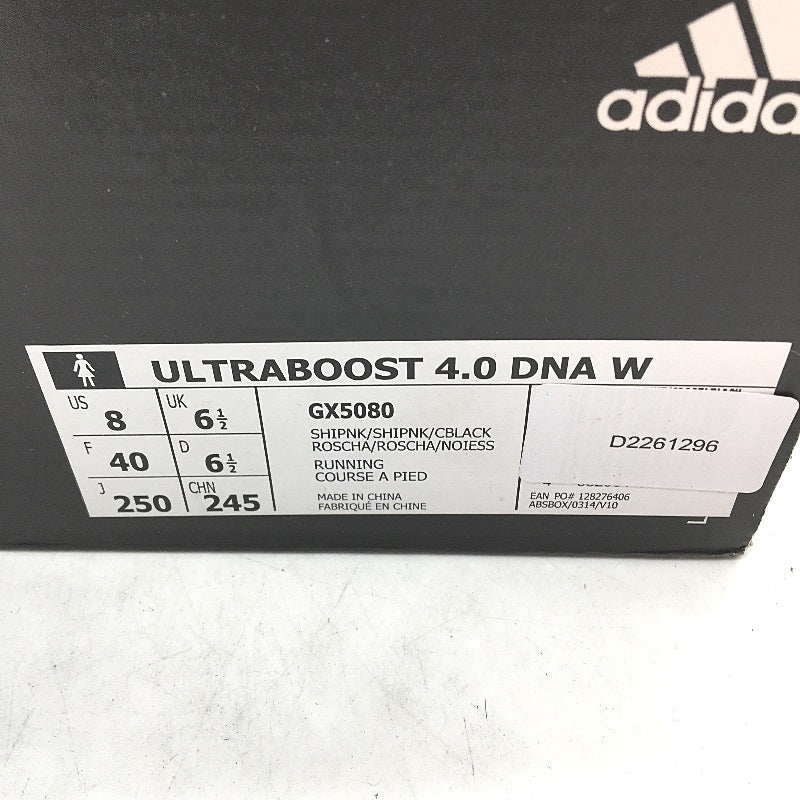 adidas
ULTRABOOST 4.0 DNA W
US 8 UK 6½
F 40 D 6½
J 250 CHN 245
GX5080
SHIPNK/SHIPNK/CBLACK
ROSCHA/ROSCHA/NOIESS
RUNNING
COURSE A PIED
MADE IN CHINA
FABRIQUÉ EN CHINE
D2261296
EAN PO# 128276406
ABSBOX/0314/V10